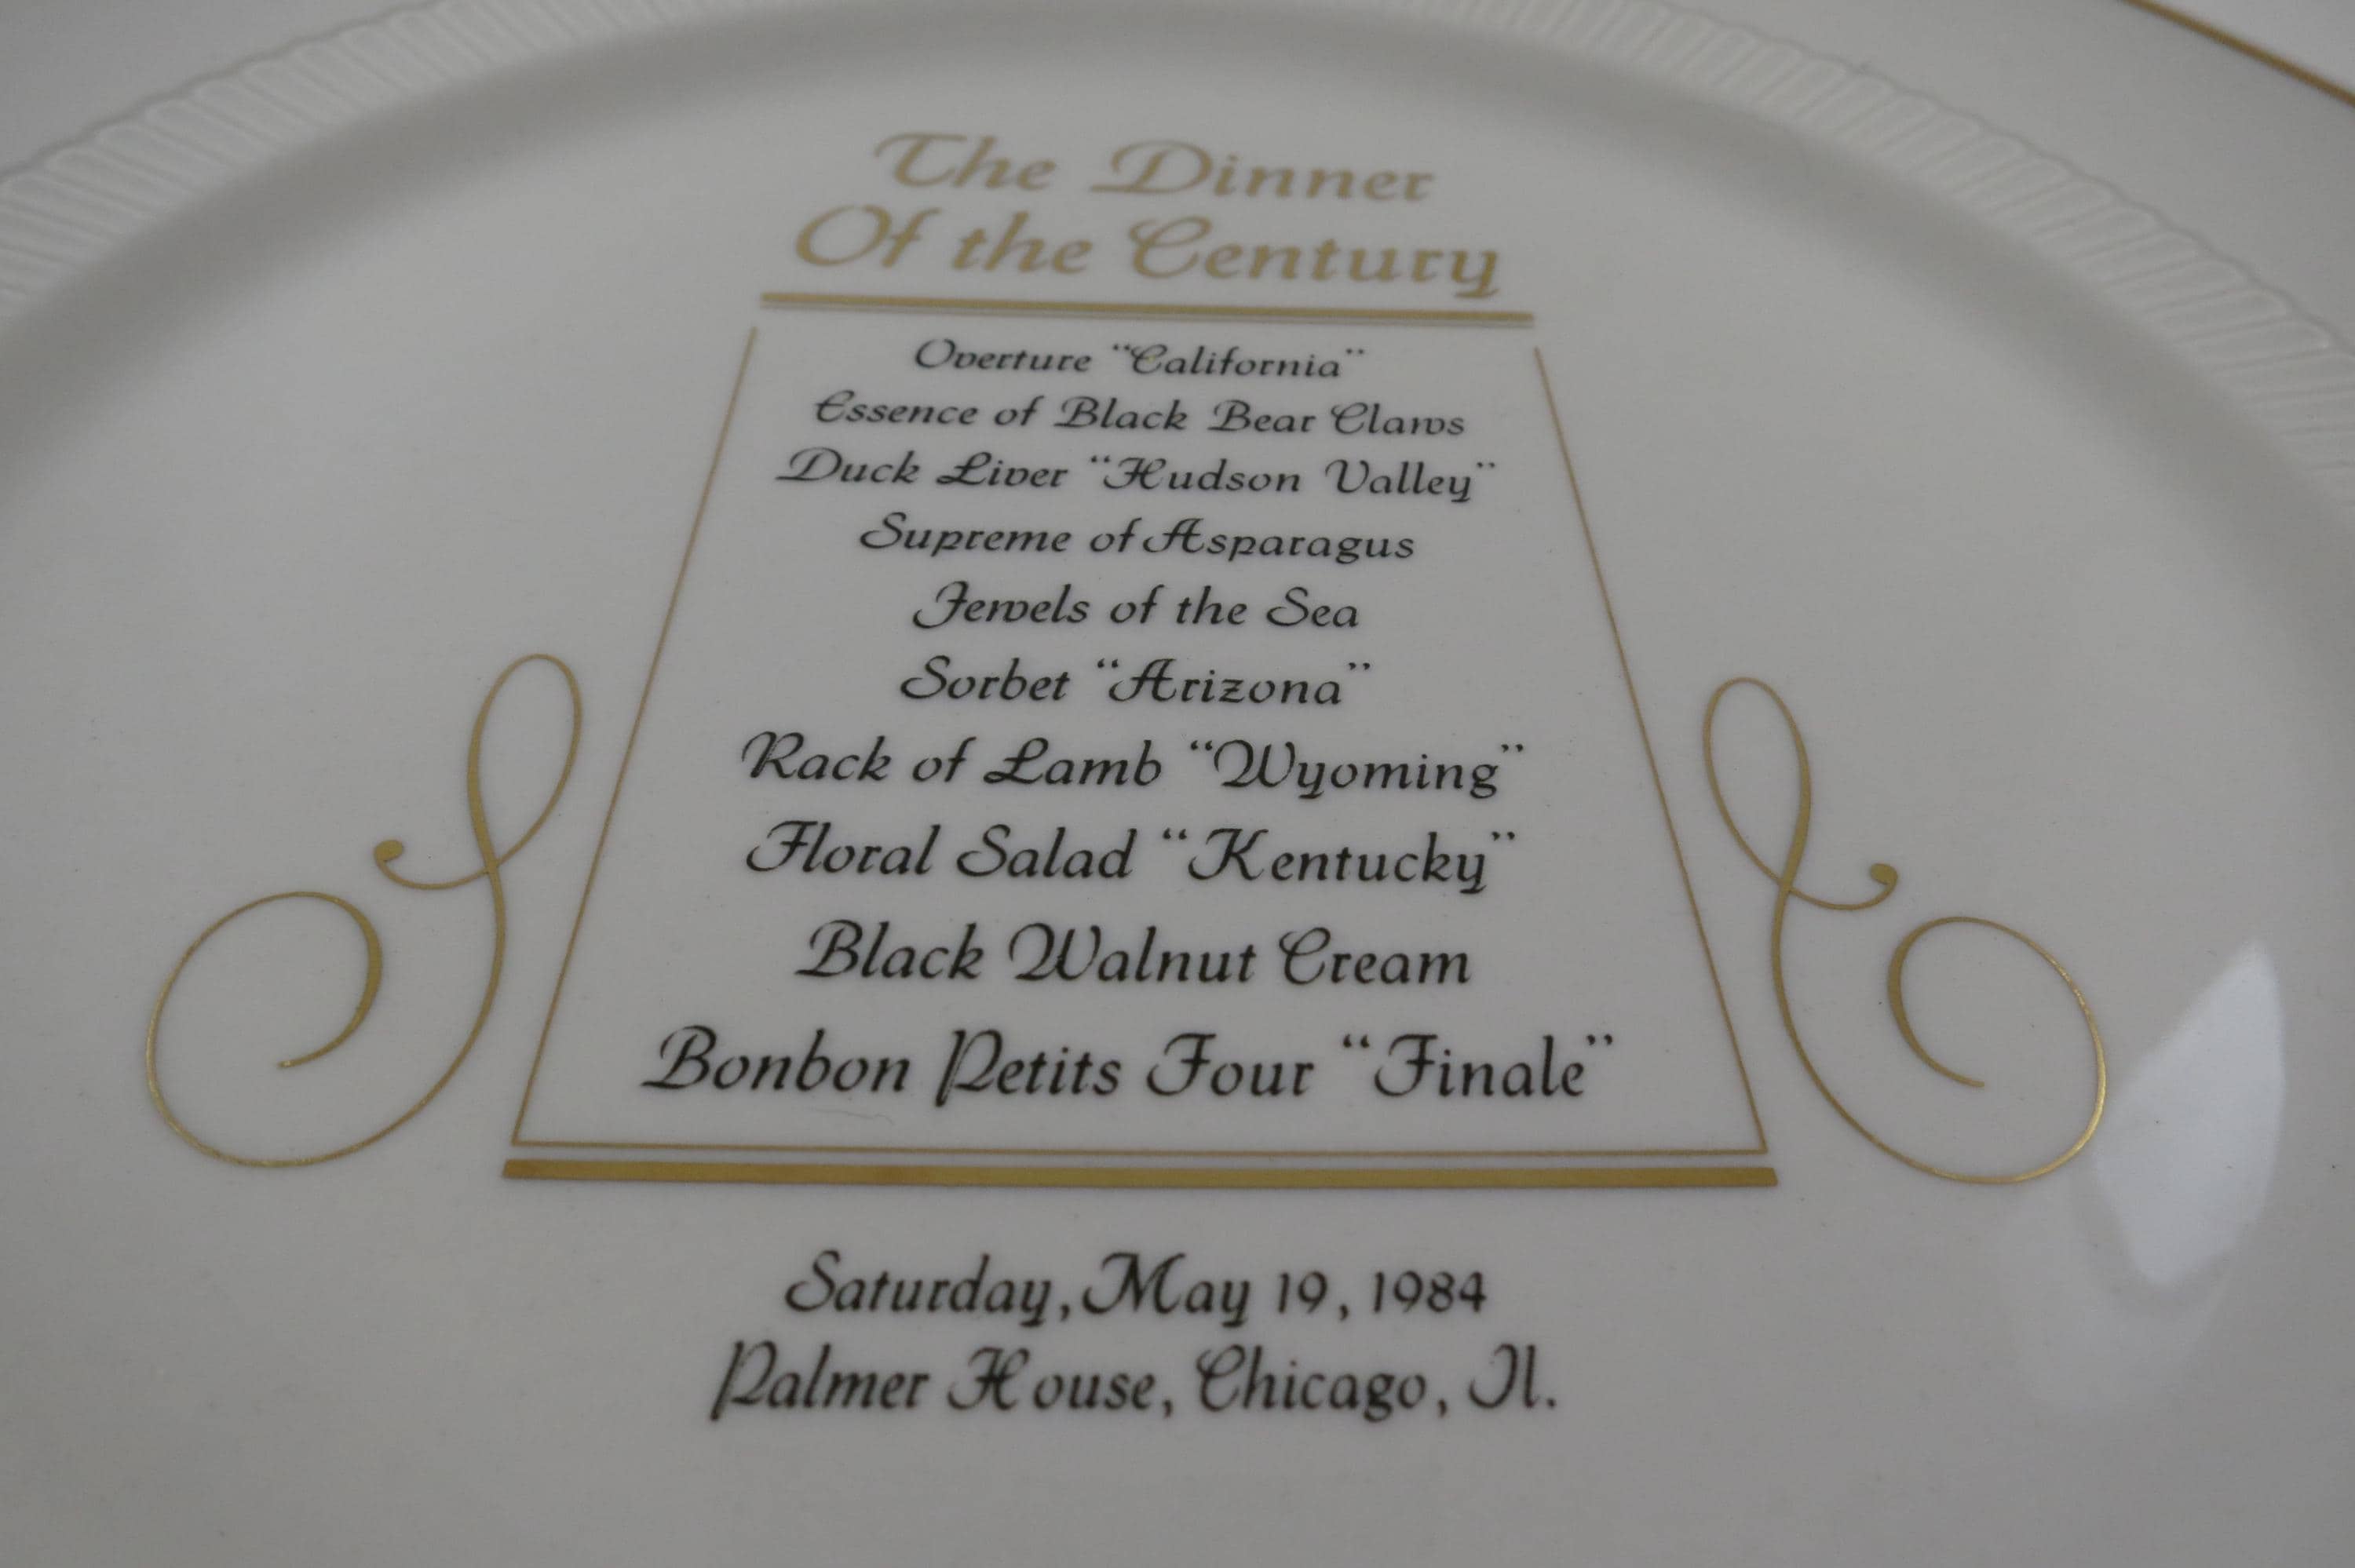 The Dinner
Of the Century
Overture "California"
Essence of Black Bear Claws
Duck Liver "Hudson Valley"
Supreme of Asparagus
Jewels of the Sea
Sorbet "Arizona"
Rack of Lamb "Wyoming"
Floral Salad "Kentucky"
Black Walnut Cream
Bonbon Petits Four "Finale"
Saturday, May 19, 1984
Palmer House, Chicago, Il.